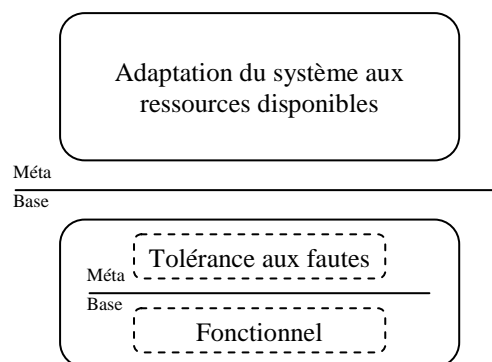 Adaptation du système aux
ressources disponibles
Méta
Base
Tolérance aux fautes
Méta
Base
Fonctionnel